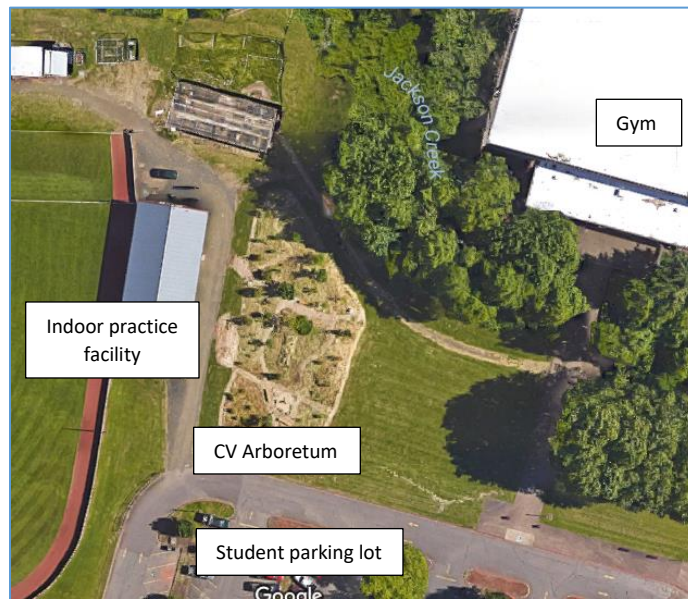 Jackson Creek
Gym
Indoor practice
facility
CV Arboretum
Student parking lot
Google